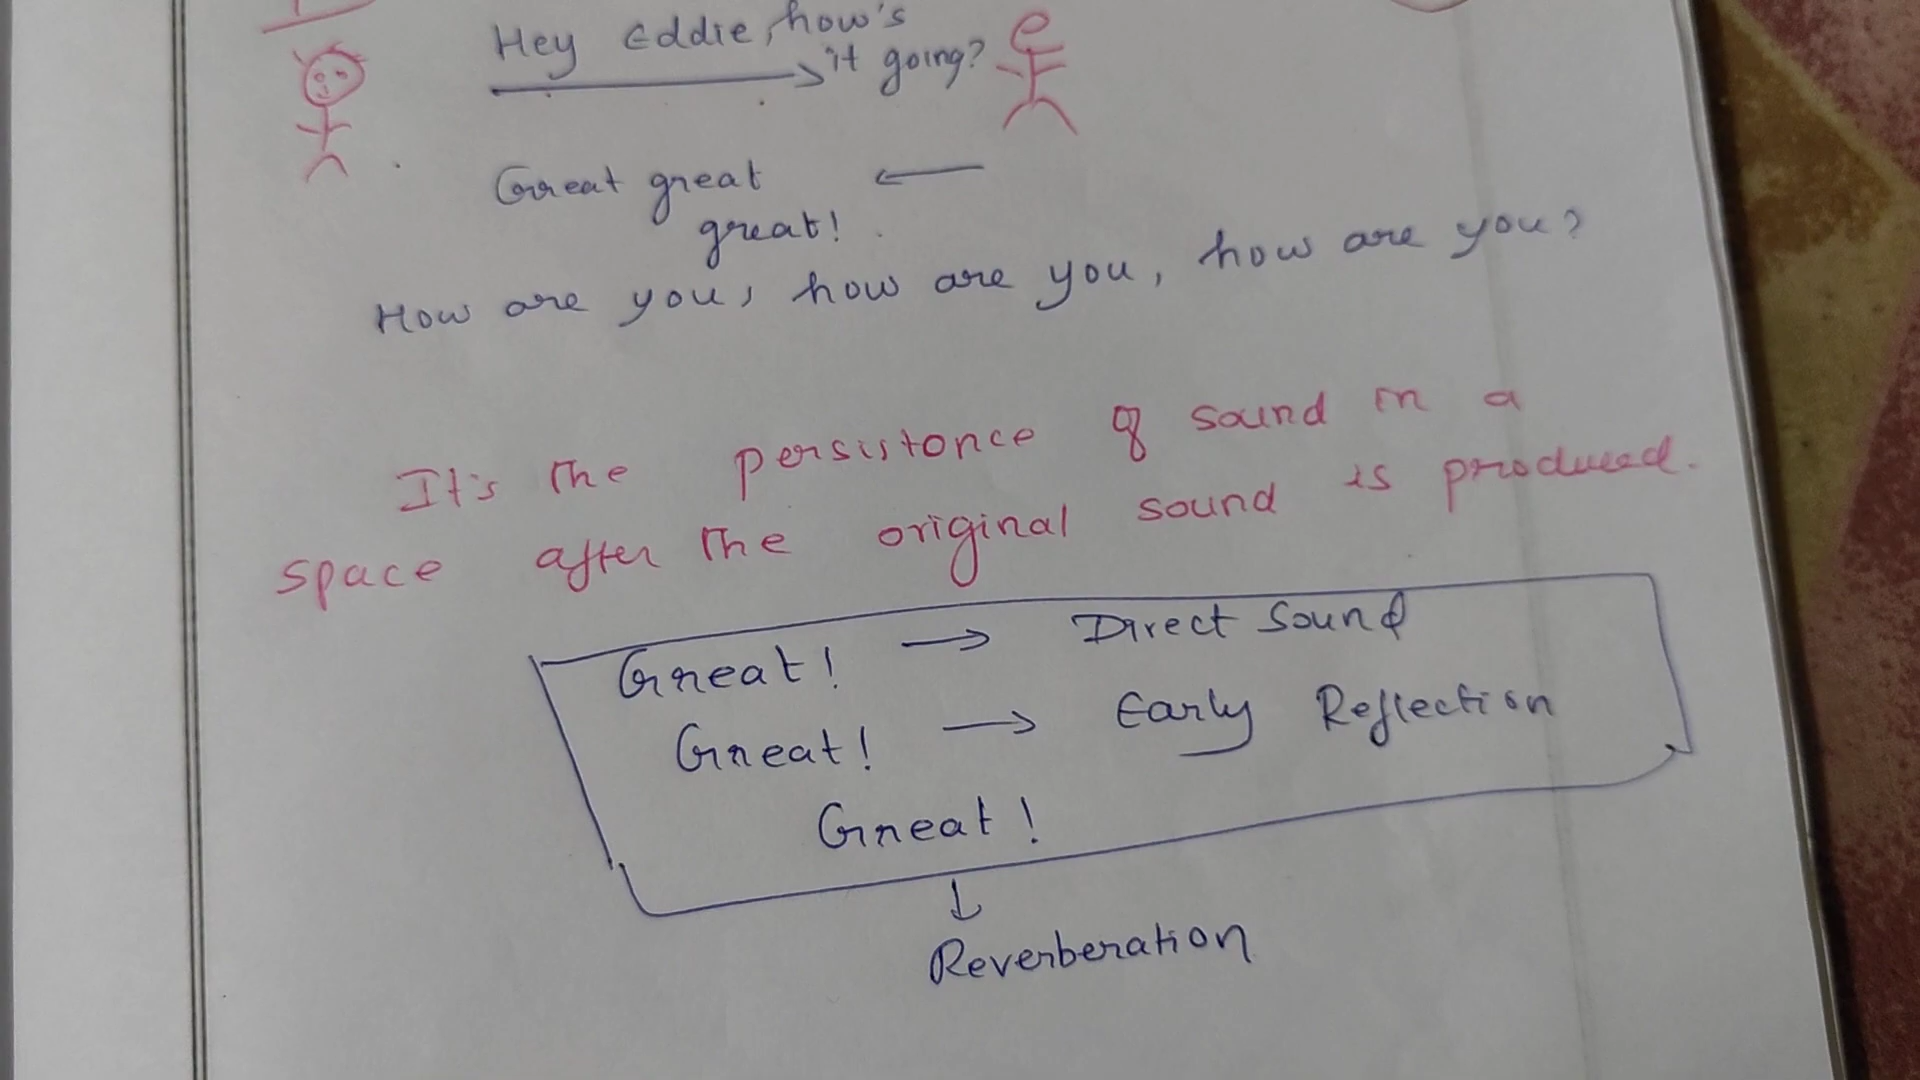 Hey Eddie, how's
it going?
Great great
great!
How are you, how are you, how are you?
It's the persistence of sound in a
space after the original sound is produced.
Great! → Direct Sound
Great! → Early Reflection
Great!
↓
Reverberation